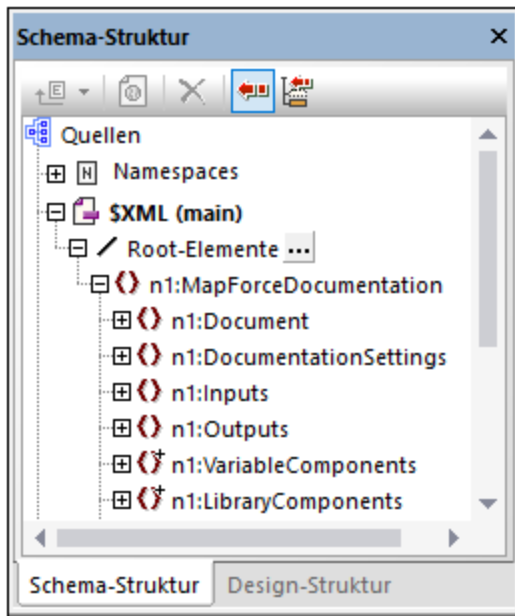 Schema-Struktur
Quellen
Namespaces
$XML (main)
Root-Elemente ...
n1:MapForceDocumentation
n1:Document
n1:DocumentationSettings
n1:Inputs
n1:Outputs
n1:VariableComponents
n1:LibraryComponents
Schema-Struktur Design-Struktur